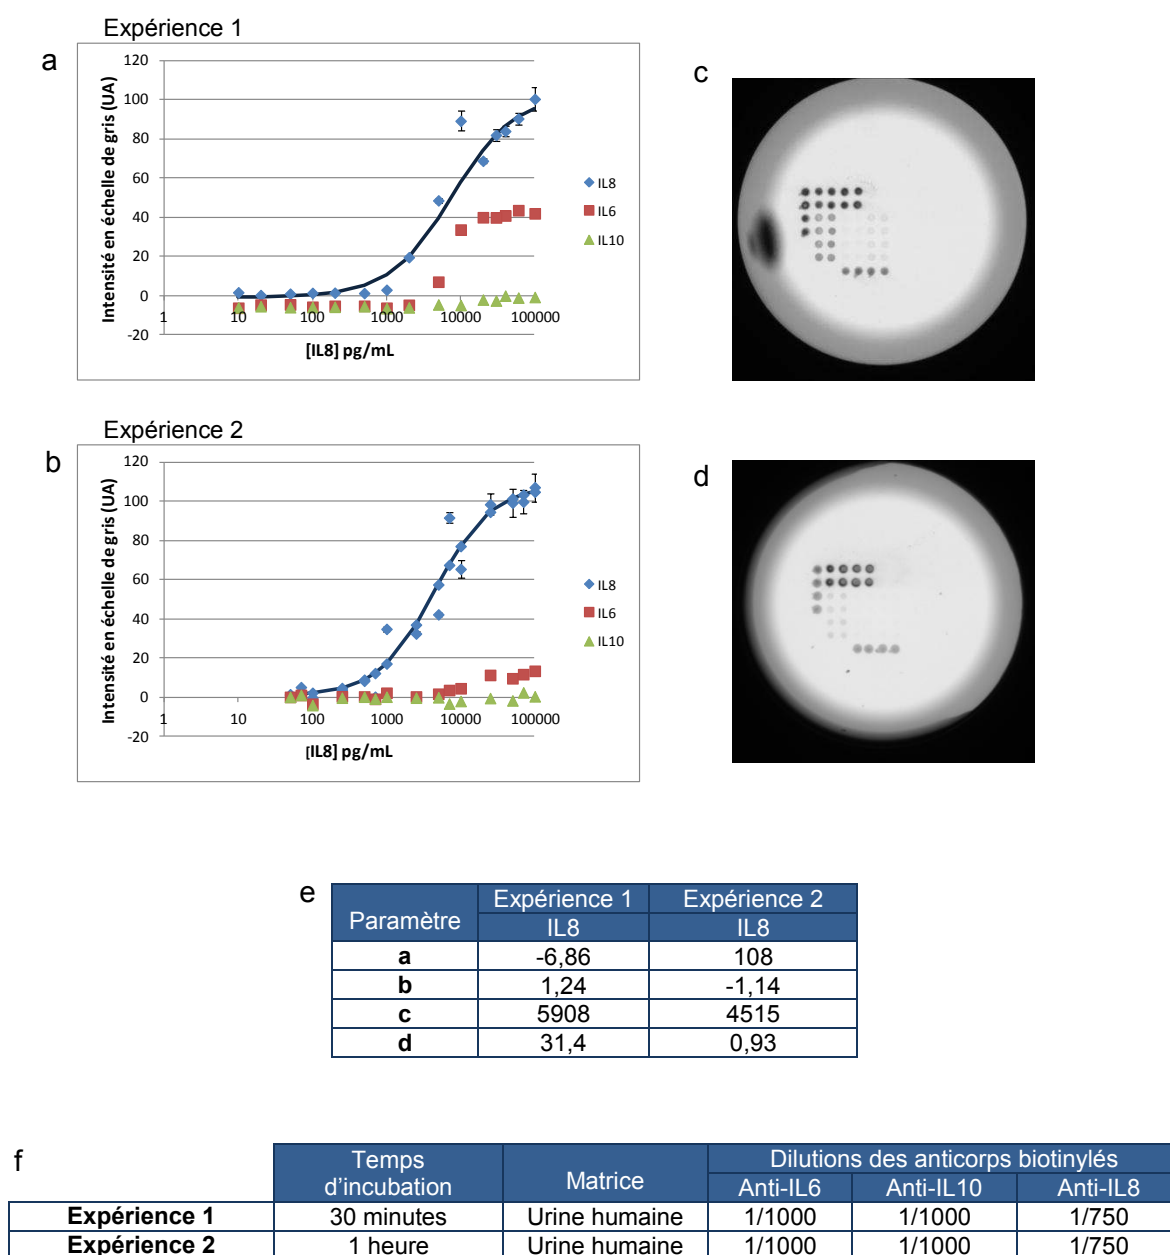 Expérience 1
a
120
100
80
60
40
20
0
-20
1 10 100 1000 10000 100000
Intensité en échelle de gris (UA)
[IL8] pg/mL
IL8
IL6
IL10
c
Expérience 2
b
120
100
80
60
40
20
0
-20
1 10 100 1000 10000 100000
Intensité en échelle de gris (UA)
[IL8] pg/mL
IL8
IL6
IL10
d
e
Paramètre Expérience 1 Expérience 2
IL8 IL8
a -6,86 108
b 1,24 -1,14
c 5908 4515
d 31,4 0,93
f
Temps d'incubation Matrice Dilutions des anticorps biotinylés
Anti-IL6 Anti-IL10 Anti-IL8
Expérience 1 30 minutes Urine humaine 1/1000 1/1000 1/750
Expérience 2 1 heure Urine humaine 1/1000 1/1000 1/750